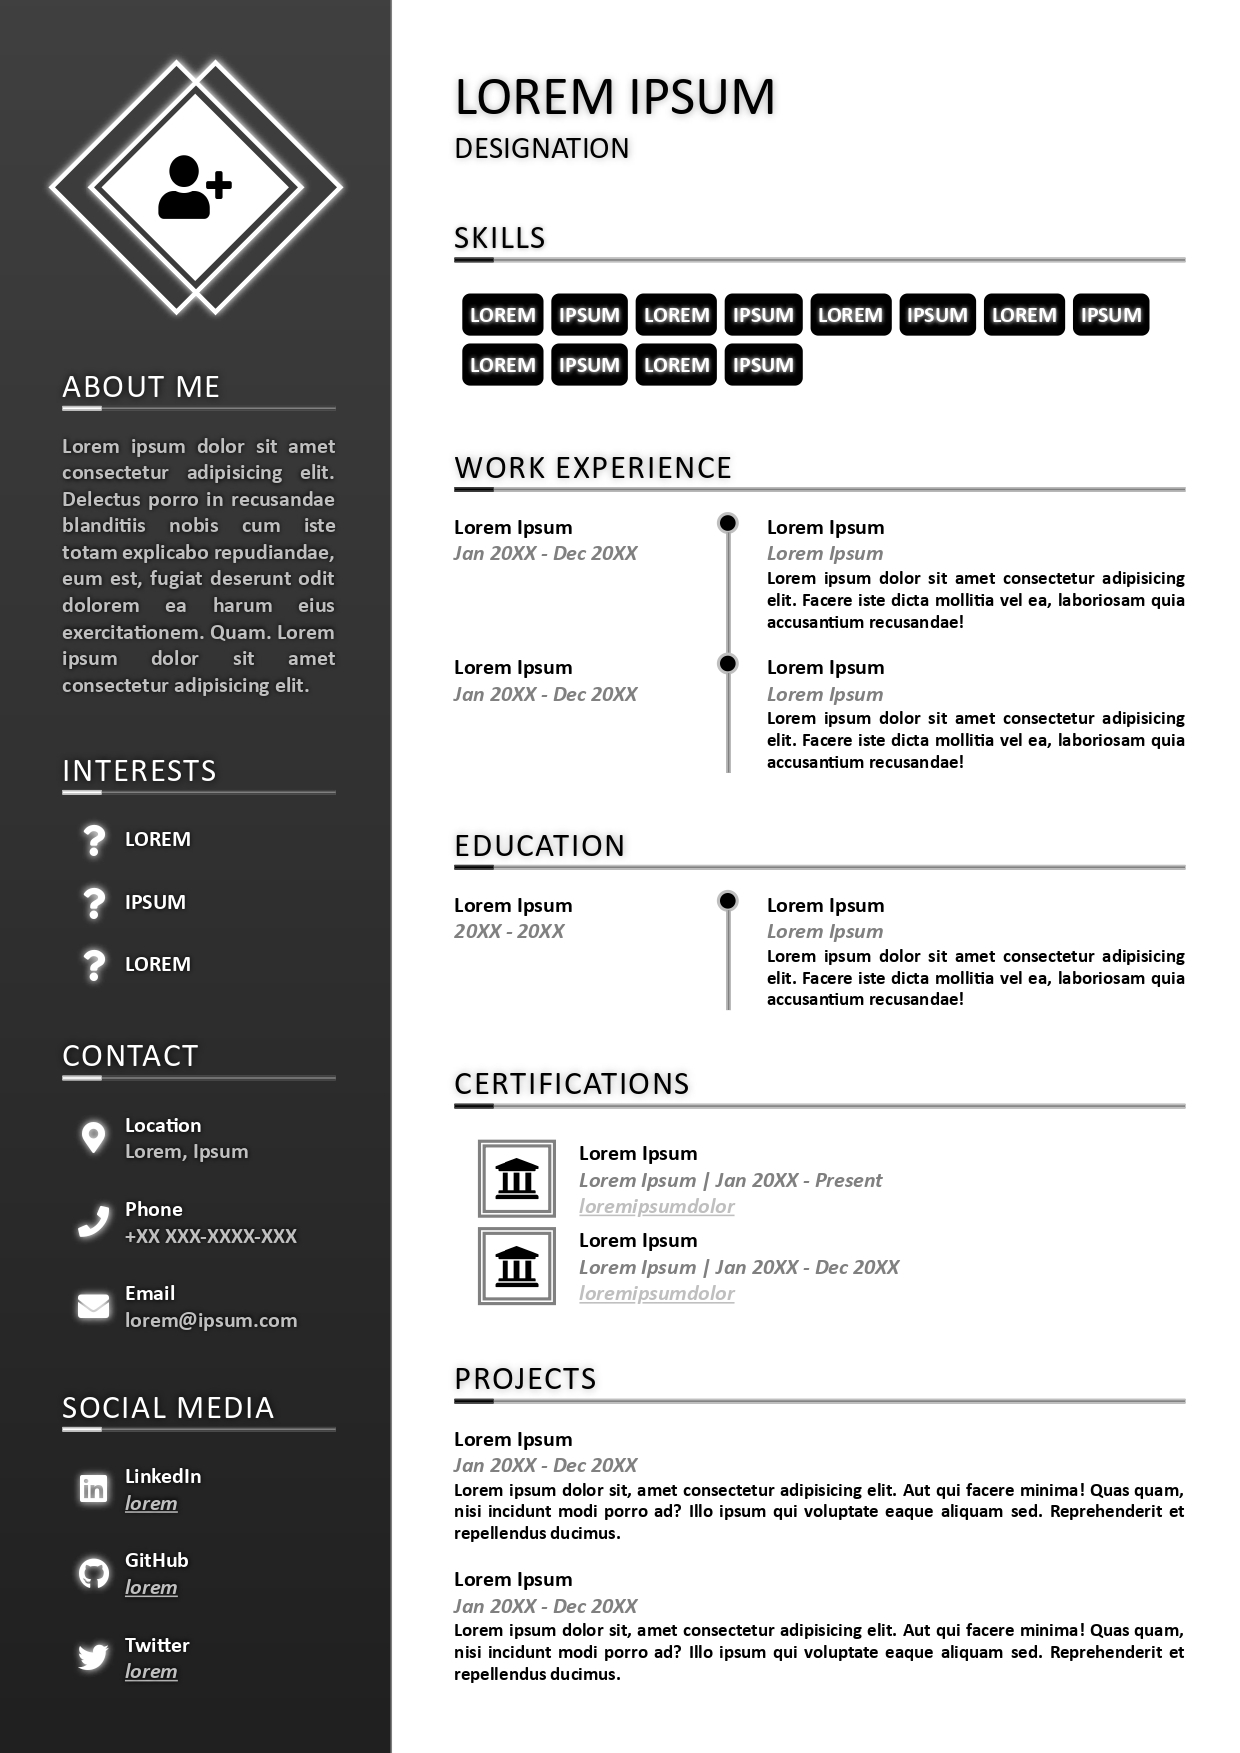 ABOUT ME
Lorem ipsum dolor sit amet
consectetur adipisicing elit.
Delectus porro in recusandae
blanditiis nobis cum iste
totam explicabo repudiandae,
eum est, fugiat deserunt odit
dolorem ea harum eius
exercitationem. Quam. Lorem
ipsum dolor sit amet
consectetur adipisicing elit.
INTERESTS
LOREM
IPSUM
LOREM
CONTACT
Location
Lorem, Ipsum
Phone
+XX XXX-XXXX-XXX
Email
lorem@ipsum.com
SOCIAL MEDIA
LinkedIn
lorem
GitHub
lorem
Twitter
lorem
LOREM IPSUM
DESIGNATION
SKILLS
LOREM IPSUM LOREM IPSUM LOREM IPSUM LOREM IPSUM
LOREM IPSUM LOREM IPSUM
WORK EXPERIENCE
Lorem Ipsum
Jan 20XX - Dec 20XX
Lorem Ipsum
Lorem Ipsum
Lorem ipsum dolor sit amet consectetur adipisicing
elit. Facere iste dicta mollitia vel ea, laboriosam quia
accusantium recusandae!
Lorem Ipsum
Jan 20XX - Dec 20XX
Lorem Ipsum
Lorem Ipsum
Lorem ipsum dolor sit amet consectetur adipisicing
elit. Facere iste dicta mollitia vel ea, laboriosam quia
accusantium recusandae!
EDUCATION
Lorem Ipsum
20XX - 20XX
Lorem Ipsum
Lorem Ipsum
Lorem ipsum dolor sit amet consectetur adipisicing
elit. Facere iste dicta mollitia vel ea, laboriosam quia
accusantium recusandae!
CERTIFICATIONS
Lorem Ipsum
Lorem Ipsum | Jan 20XX - Present
loremipsumdolor
Lorem Ipsum
Lorem Ipsum | Jan 20XX - Dec 20XX
loremipsumdolor
PROJECTS
Lorem Ipsum
Jan 20XX - Dec 20XX
Lorem ipsum dolor sit, amet consectetur adipisicing elit. Aut qui facere minima! Quas quam,
nisi incidunt modi porro ad? Illo ipsum qui voluptate eaque aliquam sed. Reprehenderit et
repellendus ducimus.
Lorem Ipsum
Jan 20XX - Dec 20XX
Lorem ipsum dolor sit, amet consectetur adipisicing elit. Aut qui facere minima! Quas quam,
nisi incidunt modi porro ad? Illo ipsum qui voluptate eaque aliquam sed. Reprehenderit et
repellendus ducimus.